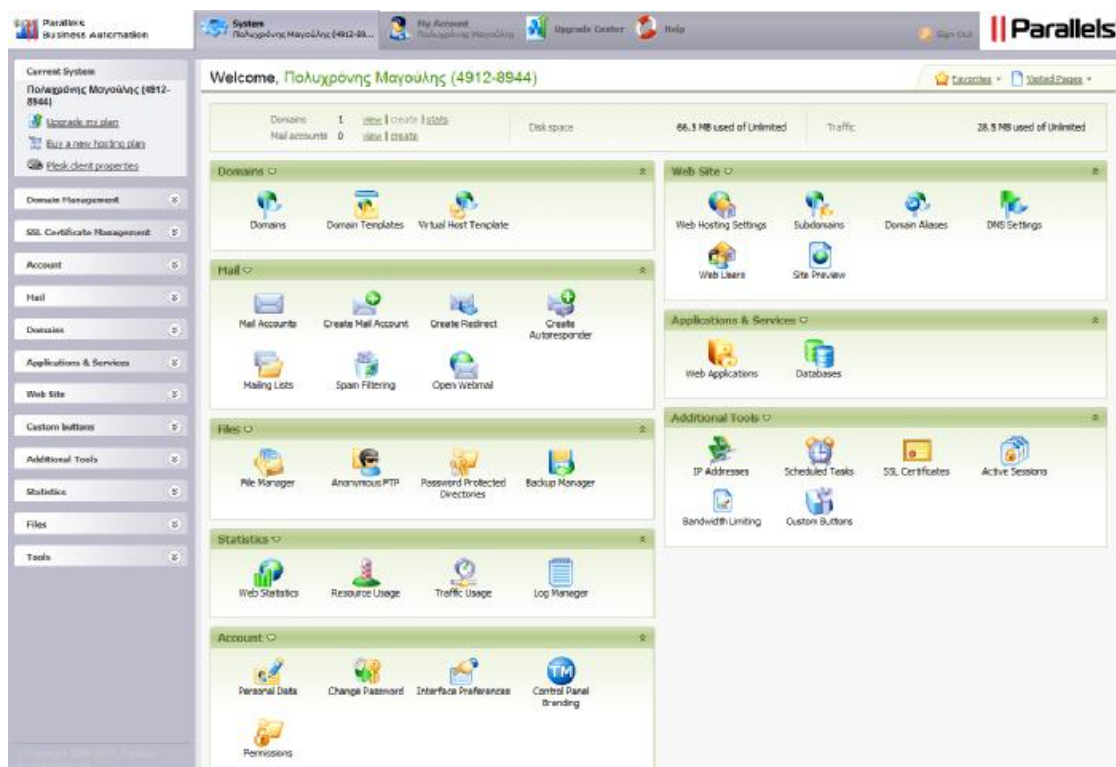 Parallels
Business Automation
System
Πολυχρόνης Μαγούλης (4912-89...
My Account
Πολυχρόνης Μαγούλης
Upgrade Center
Help
Sign Out
Parallels
Current System
Πολυχρόνης Μαγούλης (4912-
8944)
Upgrade my plan
Buy a new hosting plan
Plesk client properties
Domain Management
SSL Certificate Management
Account
Mail
Domains
Applications & Services
Web Site
Custom buttons
Additional Tools
Statistics
Files
Tools
Welcome, Πολυχρόνης Μαγούλης (4912-8944)
Favorites
Visited Pages
Domains 1 view | create | stats
Mail accounts 0 view | create
Disk space 66.5 MB used of Unlimited
Traffic 28.5 MB used of Unlimited
Domains
Domains
Domain Templates
Virtual Host Template
Mail
Mail Accounts
Create Mail Account
Create Redirect
Create
Autoresponder
Mailing Lists
Spam Filtering
Open Webmail
Files
File Manager
Anonymous FTP
Password Protected
Directories
Backup Manager
Statistics
Web Statistics
Resource Usage
Traffic Usage
Log Manager
Account
Personal Data
Change Password
Interface Preferences
TM
Control Panel
Branding
Permissions
Web Site
Web Hosting Settings
Subdomains
Domain Aliases
DNS Settings
Web Users
Site Preview
Applications & Services
Web Applications
Databases
Additional Tools
IP Addresses
Scheduled Tasks
SSL Certificates
Active Sessions
Bandwidth Limiting
Custom Buttons